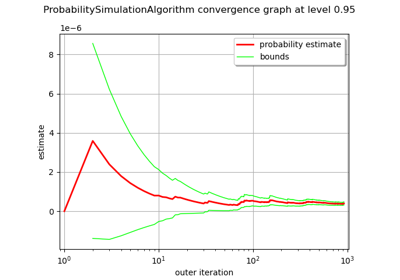 ProbabilitySimulationAlgorithm convergence graph at level 0.95
1e−6
probability estimate
bounds
8
6
4
2
0
estimate
10⁰ 10¹ 10² 10³
outer iteration